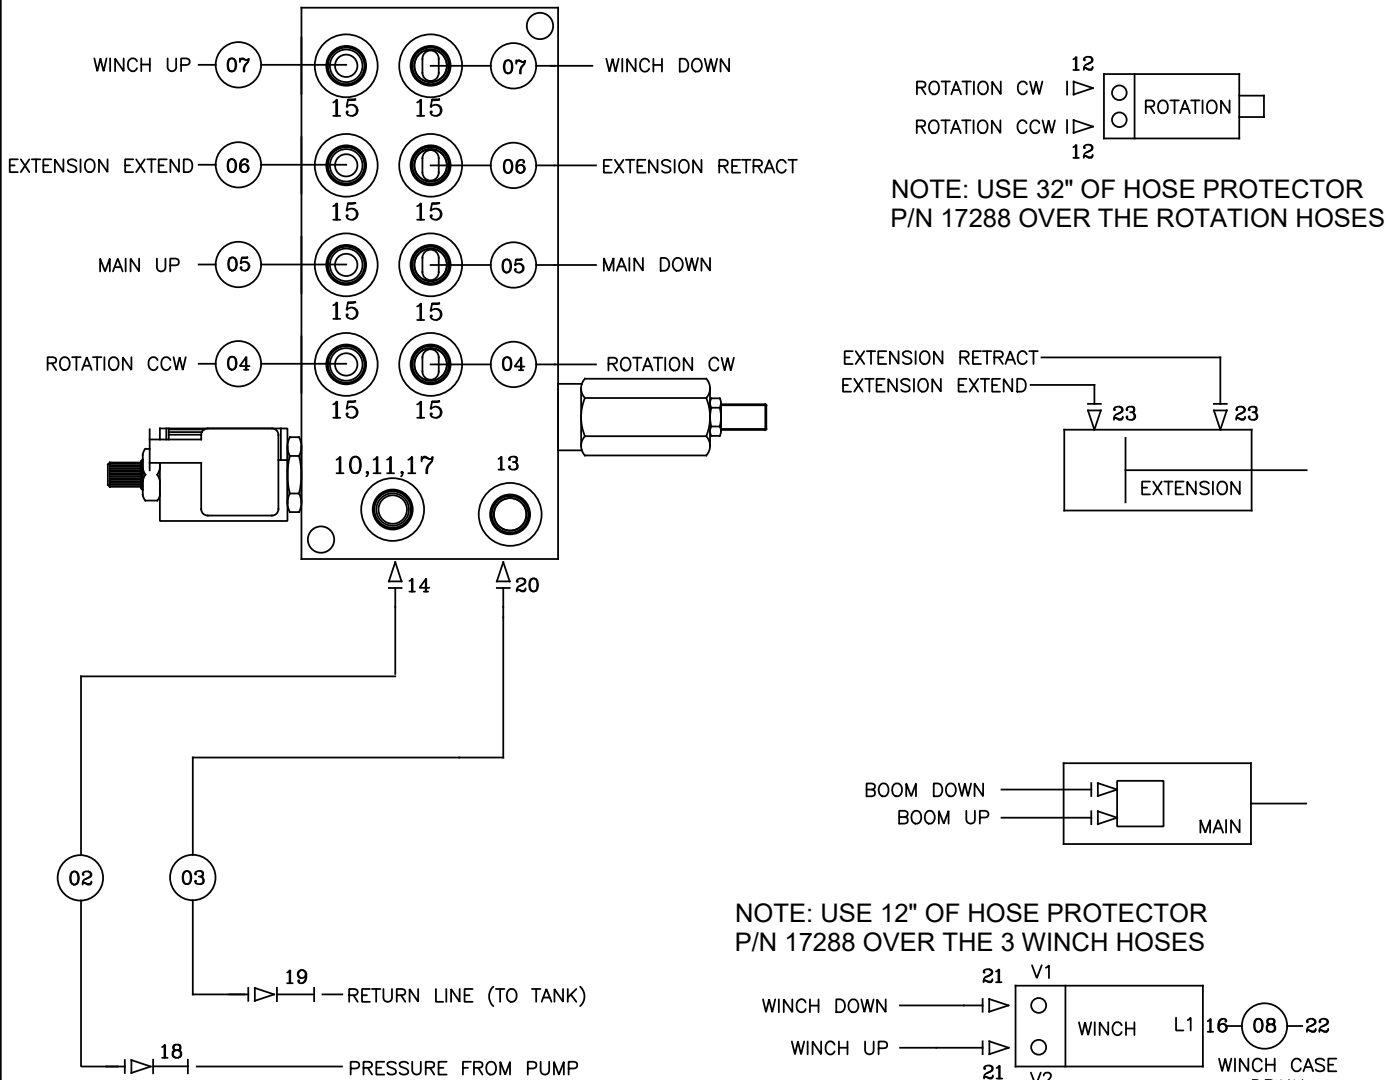 WINCH UP 07 07 WINCH DOWN
15 15
EXTENSION EXTEND 06 06 EXTENSION RETRACT
15 15
MAIN UP 05 05 MAIN DOWN
15 15
ROTATION CCW 04 04 ROTATION CW
15 15
10,11,17 13
14 20
02 03
19
RETURN LINE (TO TANK)
18
PRESSURE FROM PUMP
12
ROTATION CW
ROTATION
ROTATION CCW
12
NOTE: USE 32" OF HOSE PROTECTOR
P/N 17288 OVER THE ROTATION HOSES
EXTENSION RETRACT
EXTENSION EXTEND
23 23
EXTENSION
BOOM DOWN
BOOM UP
MAIN
NOTE: USE 12" OF HOSE PROTECTOR
P/N 17288 OVER THE 3 WINCH HOSES
21 V1
WINCH DOWN
WINCH L1 16 08 22
WINCH UP
21 V2
WINCH CASE